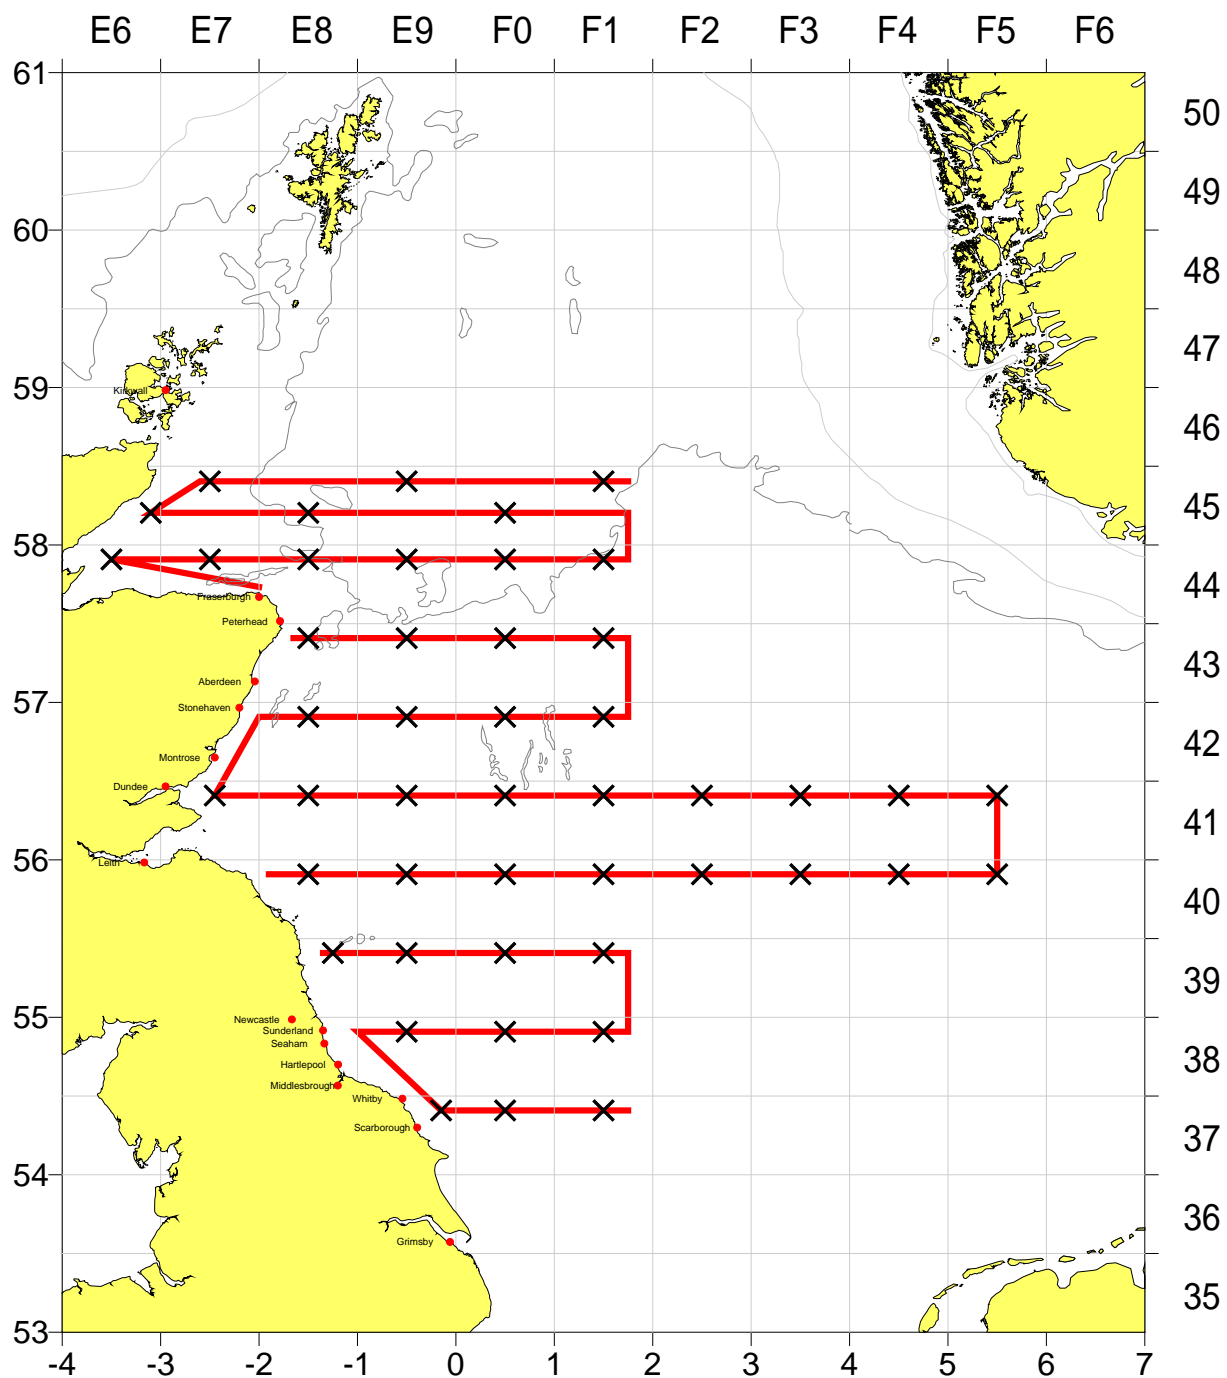 E6 E7 E8 E9 F0 F1 F2 F3 F4 F5 F6
61
50
49
60
48
47
59
Kirkwall
46
45
58
44
Fraserburgh
Peterhead
43
Aberdeen
57
Stonehaven
42
Montrose
Dundee
41
56
Leith
40
39
55
Newcastle
Sunderland
Seaham
38
Hartlepool
Middlesbrough
Whitby
Scarborough
37
54
36
Grimsby
35
53
-4 -3 -2 -1 0 1 2 3 4 5 6 7